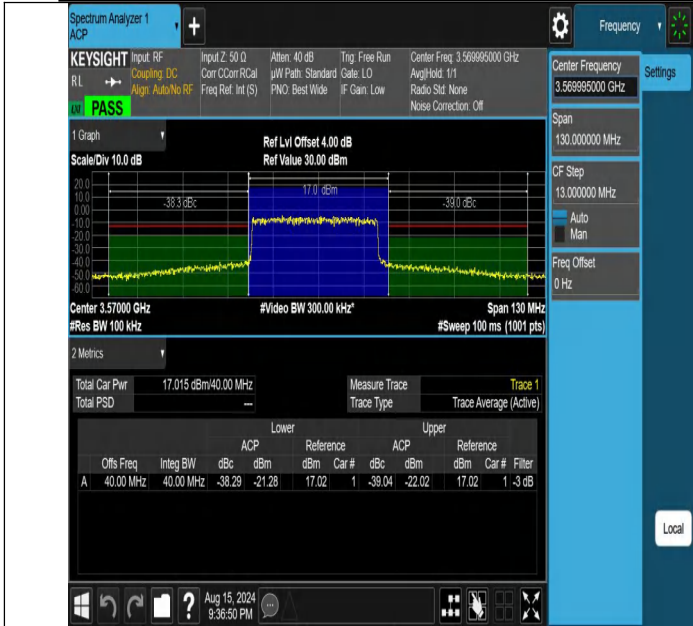 Spectrum Analyzer 1
ACP
+
Frequency
KEYSIGHT
Input: RF
Coupling: DC
Align: Auto/No RF
Input Z: 50 Ω
Corr CCorr RCal
Freq Ref: Int (S)
Atten: 40 dB
µW Path: Standard
PNO: Best Wide
Trig: Free Run
Gate: LO
IF Gain: Low
Center Freq: 3.569995000 GHz
Avg|Hold: 1/1
Radio Std: None
Noise Correction: Off
RL
PASS
Center Frequency
3.569995000 GHz
Settings
Span
130.000000 MHz
CF Step
13.000000 MHz
Auto
Man
Freq Offset
0 Hz
1 Graph
Ref Lvl Offset 4.00 dB
Scale/Div 10.0 dB
Ref Value 30.00 dBm
20.0
10.0
0.00
-10.0
-20.0
-30.0
-40.0
-50.0
-60.0
-38.3 dBc
17.0 dBm
-39.0 dBc
Center 3.57000 GHz
#Video BW 300.00 kHz*
Span 130 MHz
#Res BW 100 kHz
#Sweep 100 ms (1001 pts)
2 Metrics
Total Car Pwr 17.015 dBm/40.00 MHz
Measure Trace Trace 1
Total PSD ---
Trace Type Trace Average (Active)
Lower Upper
ACP Reference ACP Reference
Offs Freq Integ BW dBc dBm dBm Car # dBc dBm dBm Car # Filter
A 40.00 MHz 40.00 MHz -38.29 -21.28 17.02 1 -39.04 -22.02 17.02 1 -3 dB
Local
?
Aug 15, 2024
9:36:50 PM